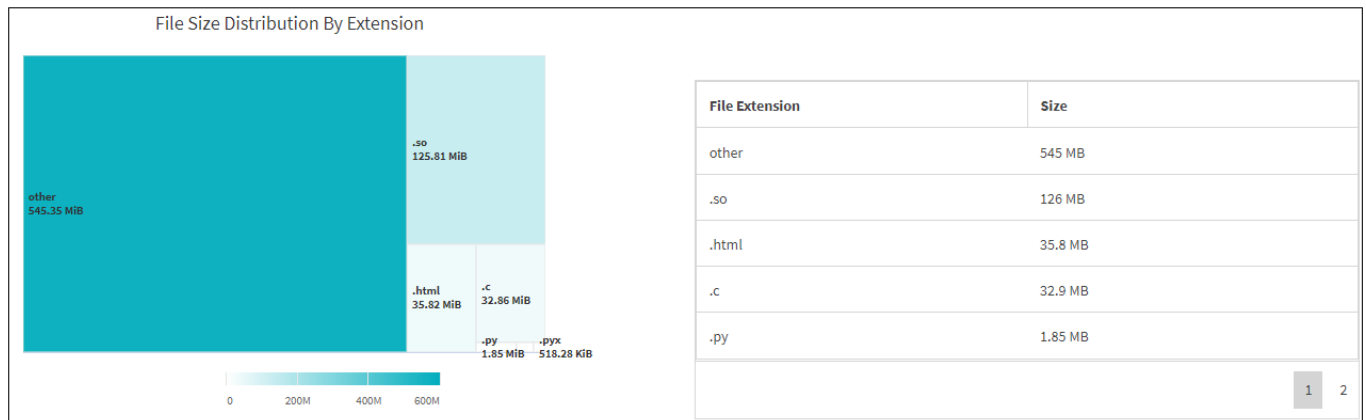 File Size Distribution By Extension
other
545.35 MiB
.so
125.81 MiB
.html
35.82 MiB
.c
32.86 MiB
.py
1.85 MiB
.pyx
518.28 KiB
0 200M 400M 600M
File Extension Size
other 545 MB
.so 126 MB
.html 35.8 MB
.c 32.9 MB
.py 1.85 MB
1 2